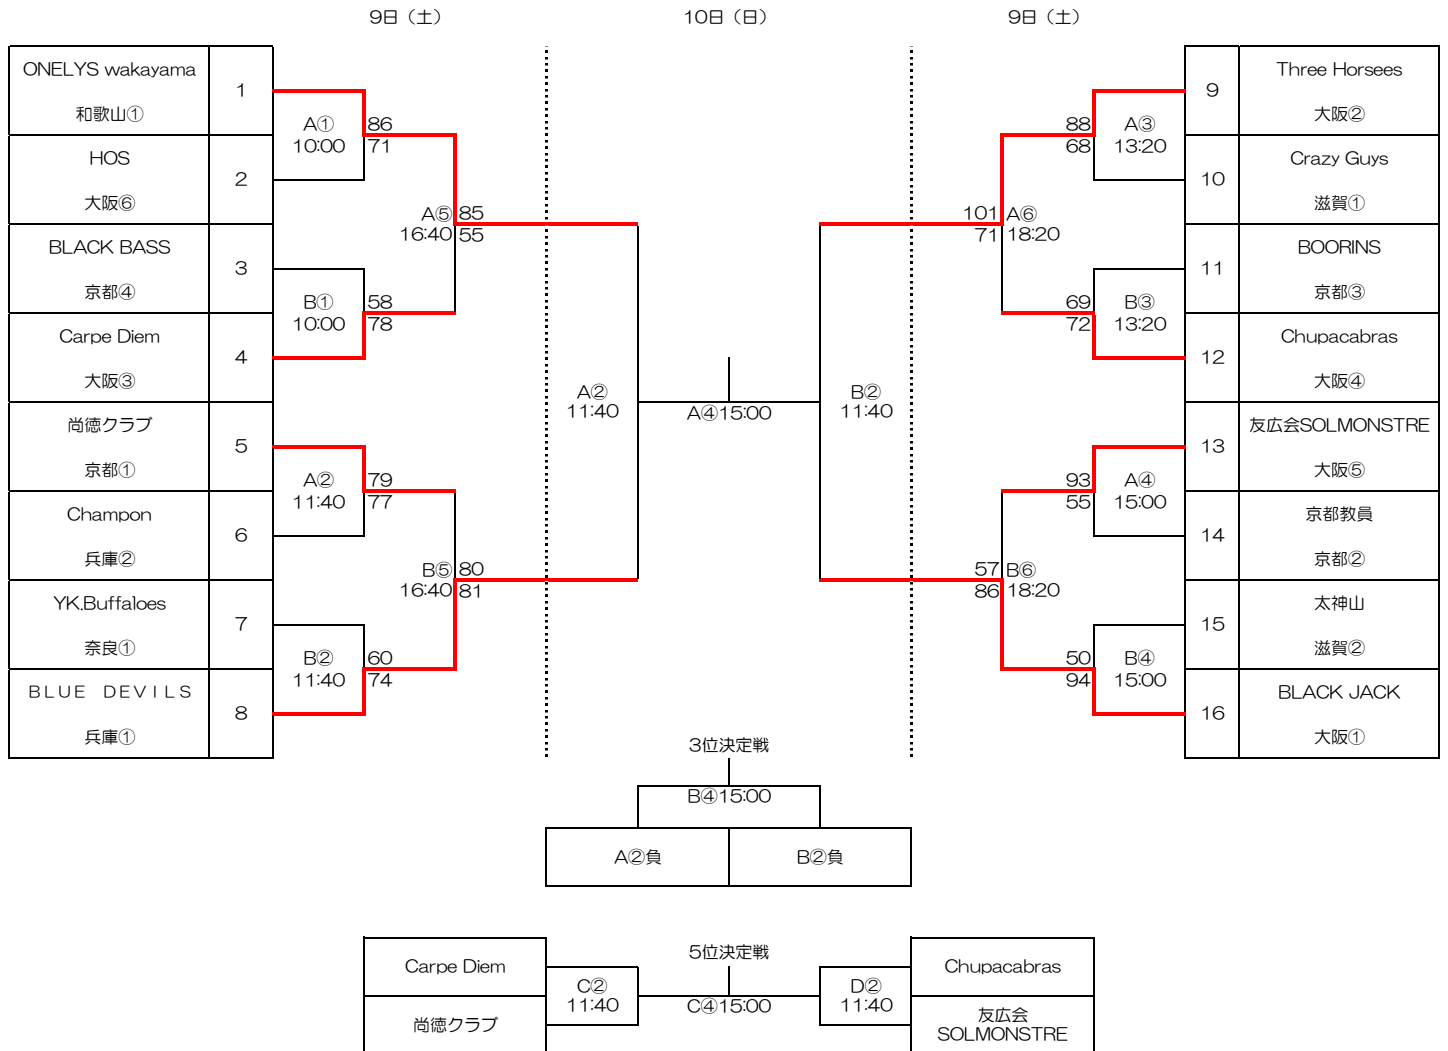 9日（土）
10日（日）
9日（土）
ONELYS wakayama
和歌山①
1
HOS
大阪⑥
2
BLACK BASS
京都④
3
Carpe Diem
大阪③
4
尚徳クラブ
京都①
5
Champon
兵庫②
6
YK.Buffaloes
奈良①
7
ＢＬＵＥ　ＤＥＶＩＬＳ
兵庫①
8
A①
10:00
86
71
B①
10:00
58
78
A②
11:40
79
77
B②
11:40
60
74
A⑤ 85
16:40 55
B⑤ 80
16:40 81
A②
11:40
A④15:00
B②
11:40
101 A⑥
71 18:20
57 B⑥
86 18:20
88
68
A③
13:20
69
72
B③
13:20
93
55
A④
15:00
50
94
B④
15:00
9
Three Horsees
大阪②
10
Crazy Guys
滋賀①
11
BOORINS
京都③
12
Chupacabras
大阪④
13
友広会SOLMONSTRE
大阪⑤
14
京都教員
京都②
15
太神山
滋賀②
16
BLACK JACK
大阪①
3位決定戦
B④15:00
A②負
B②負
5位決定戦
Carpe Diem
尚徳クラブ
C②
11:40
C④15:00
D②
11:40
Chupacabras
友広会
SOLMONSTRE